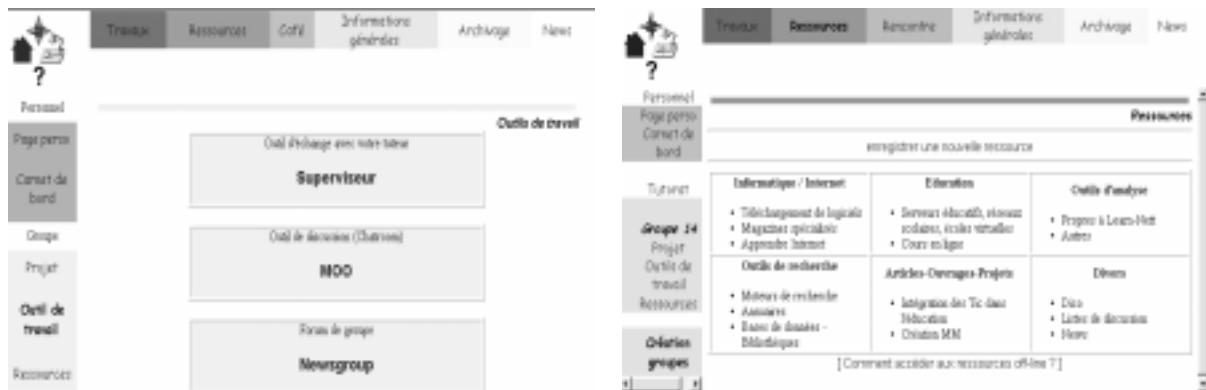 Travaux Ressources Café Informations générales Archivage News
?
Personnel
Page perso
Carnet de bord
Groupe
Projet
Outil de travail
Ressources
Outils de travail
Outil d'échange avec votre tuteur
Superviseur
Outil de discussion (Chatroom)
MOO
Forum de groupe
Newsgroup
Travaux Ressources Rencontre Informations générales Archivage News
?
Personnel
Page perso
Carnet de bord
Tutorat
Groupe 14
Projet
Outils de travail
Ressources
Création groupes
Ressources
enregistrer une nouvelle ressource
Informatique / Internet
• Téléchargement de logiciels
• Magazines spécialisés
• Apprendre Internet
Education
• Serveurs éducatifs, réseaux
scolaires, écoles virtuelles
• Cours en ligne
Outils d'analyse
• Propres à Learn-Nett
• Autres
Outils de recherche
• Moteurs de recherche
• Annuaires
• Bases de données -
Bibliothèques
Articles-Ouvrages-Projets
• Intégration des Tic dans
l'éducation
• Création MM
Divers
• Dico
• Listes de discussion
• News
[ Comment accéder aux ressources off-line ? ]